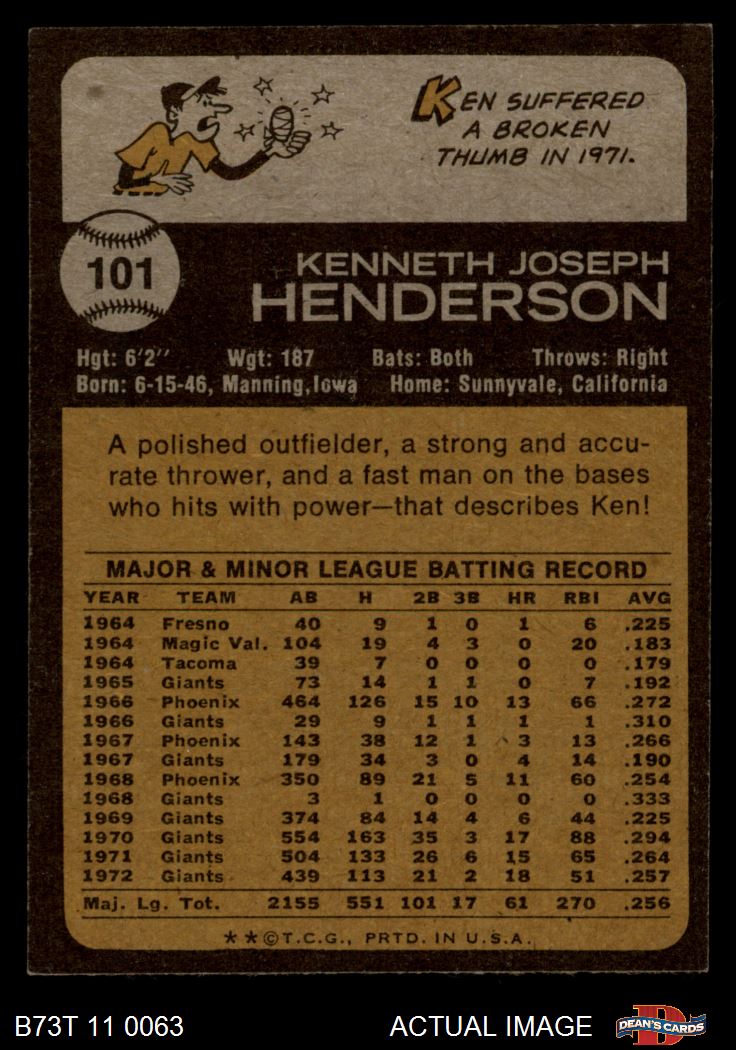 KEN SUFFERED
A BROKEN
THUMB IN 1971.
101
KENNETH JOSEPH
HENDERSON
Hgt: 6'2" Wgt: 187 Bats: Both Throws: Right
Born: 6-15-46, Manning, Iowa Home: Sunnyvale, California
A polished outfielder, a strong and accu-
rate thrower, and a fast man on the bases
who hits with power—that describes Ken!
MAJOR & MINOR LEAGUE BATTING RECORD
YEAR TEAM AB H 2B 3B HR RBI AVG
1964 Fresno 40 9 1 0 1 6 .225
1964 Magic Val. 104 19 4 3 0 20 .183
1964 Tacoma 39 7 0 0 0 0 .179
1965 Giants 73 14 1 1 0 7 .192
1966 Phoenix 464 126 15 10 13 66 .272
1966 Giants 29 9 1 1 1 1 .310
1967 Phoenix 143 38 12 1 3 13 .266
1967 Giants 179 34 3 0 4 14 .190
1968 Phoenix 350 89 21 5 11 60 .254
1968 Giants 3 1 0 0 0 0 .333
1969 Giants 374 84 14 4 6 44 .225
1970 Giants 554 163 35 3 17 88 .294
1971 Giants 504 133 26 6 15 65 .264
1972 Giants 439 113 21 2 18 51 .257
Maj. Lg. Tot. 2155 551 101 17 61 270 .256
**©T.C.G., PRTD. IN U.S.A.
B73T 11 0063 ACTUAL IMAGE
D
DEAN'S CARDS